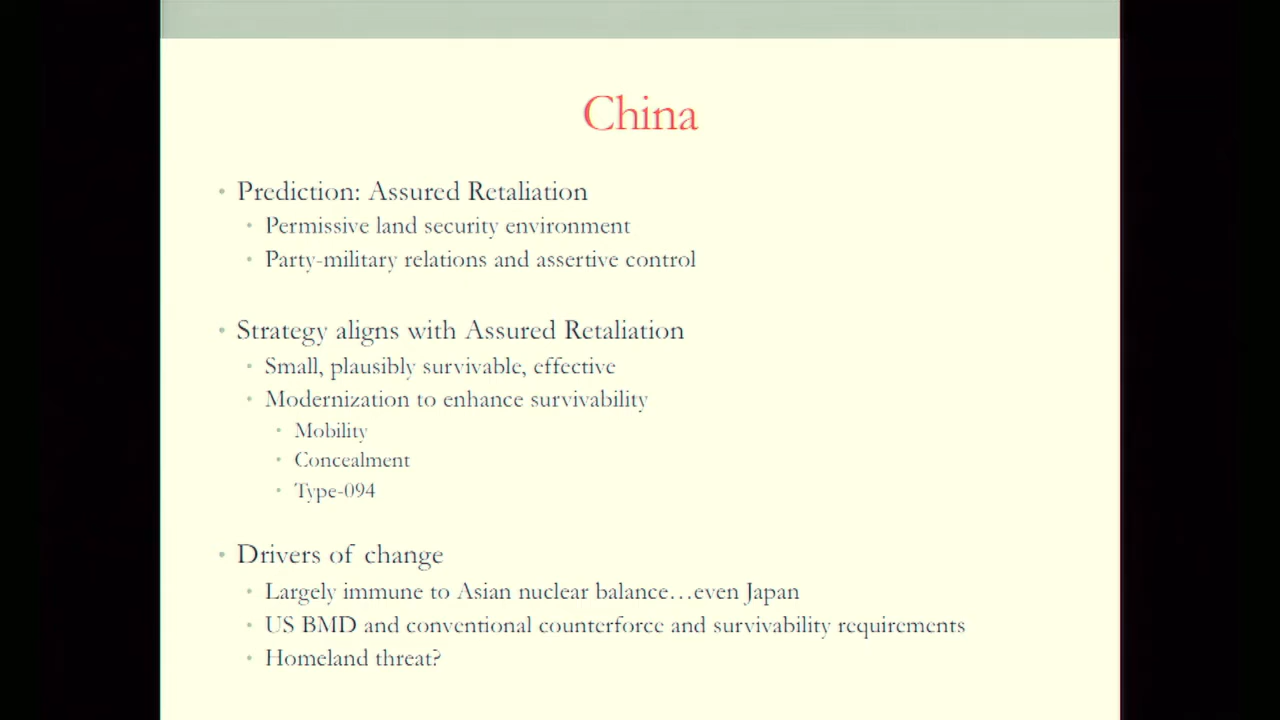 China
• Prediction: Assured Retaliation
• Permissive land security environment
• Party-military relations and assertive control
• Strategy aligns with Assured Retaliation
• Small, plausibly survivable, effective
• Modernization to enhance survivability
• Mobility
• Concealment
• Type-094
• Drivers of change
• Largely immune to Asian nuclear balance…even Japan
• US BMD and conventional counterforce and survivability requirements
• Homeland threat?